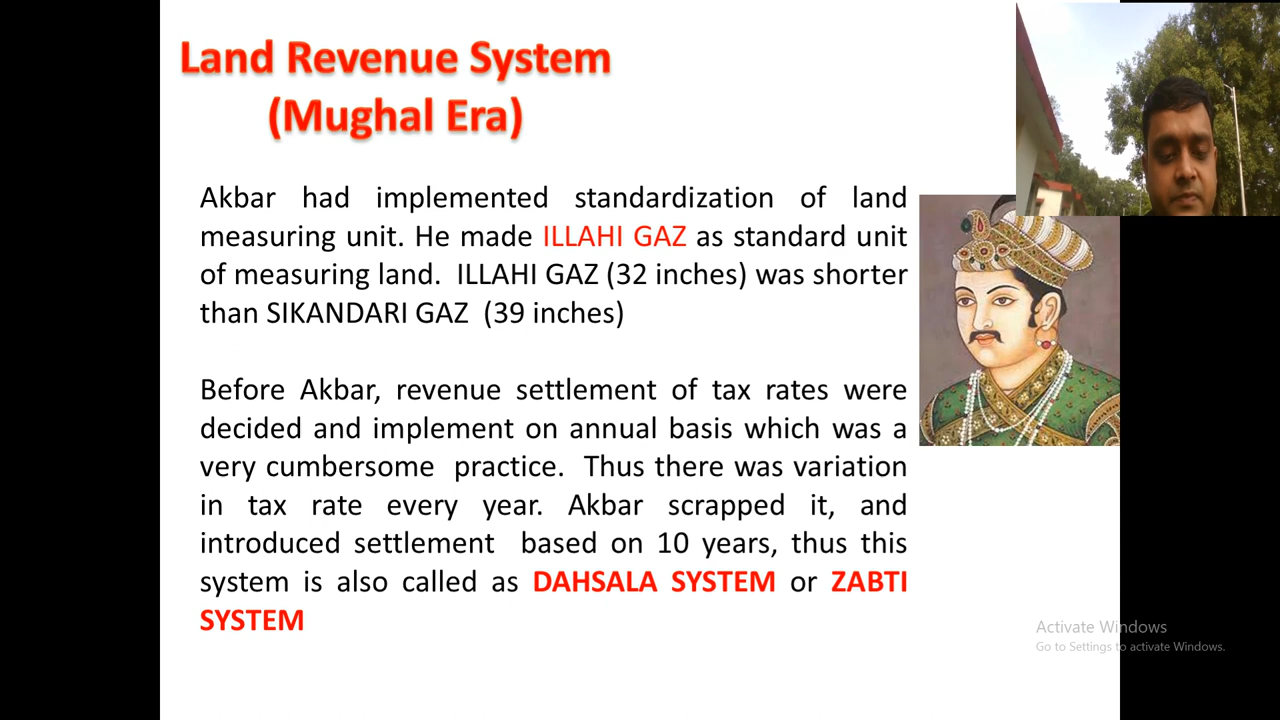 Land Revenue System
(Mughal Era)
Akbar had implemented standardization of land
measuring unit. He made ILLAHI GAZ as standard unit
of measuring land. ILLAHI GAZ (32 inches) was shorter
than SIKANDARI GAZ (39 inches)
Before Akbar, revenue settlement of tax rates were
decided and implement on annual basis which was a
very cumbersome practice. Thus there was variation
in tax rate every year. Akbar scrapped it, and
introduced settlement based on 10 years, thus this
system is also called as DAHSALA SYSTEM or ZABTI
SYSTEM
Activate Windows
Go to Settings to activate Windows.